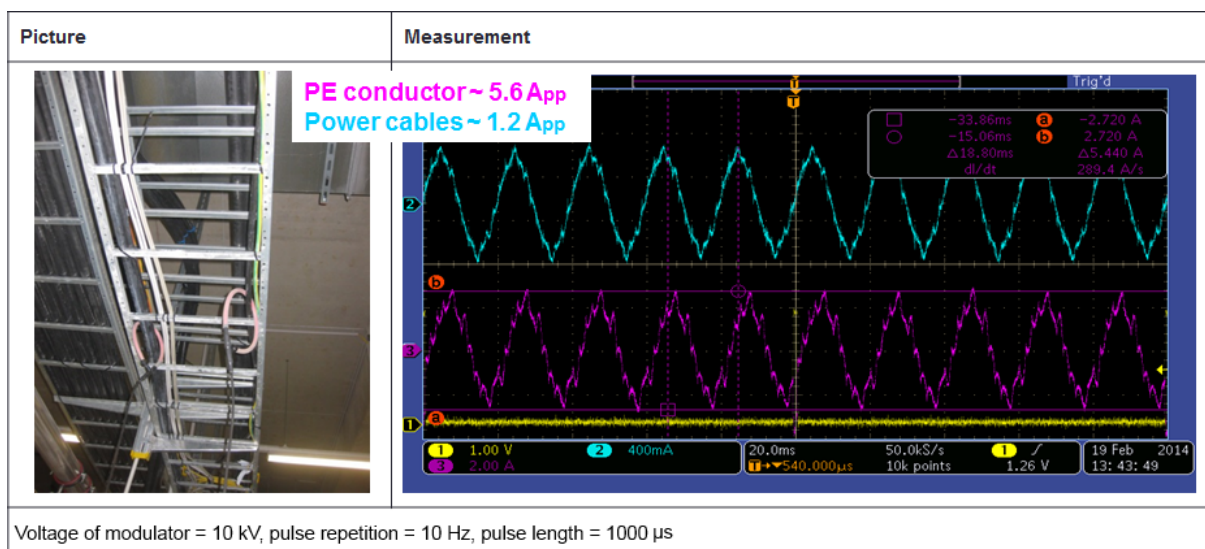 Picture
Measurement
PE conductor ~ 5.6 App
Power cables ~ 1.2 App
Trig'd
T
T
-33.86ms a -2.720 A
-15.06ms b 2.720 A
△18.80ms △5.440 A
dI/dt 289.4 A/s
2
b
3
a
1
1 1.00 V 2 400mA 20.0ms 50.0kS/s 1 19 Feb 2014
3 2.00 A T→▼540.000µs 10k points 1.26 V 13: 43: 49
Voltage of modulator = 10 kV, pulse repetition = 10 Hz, pulse length = 1000 µs